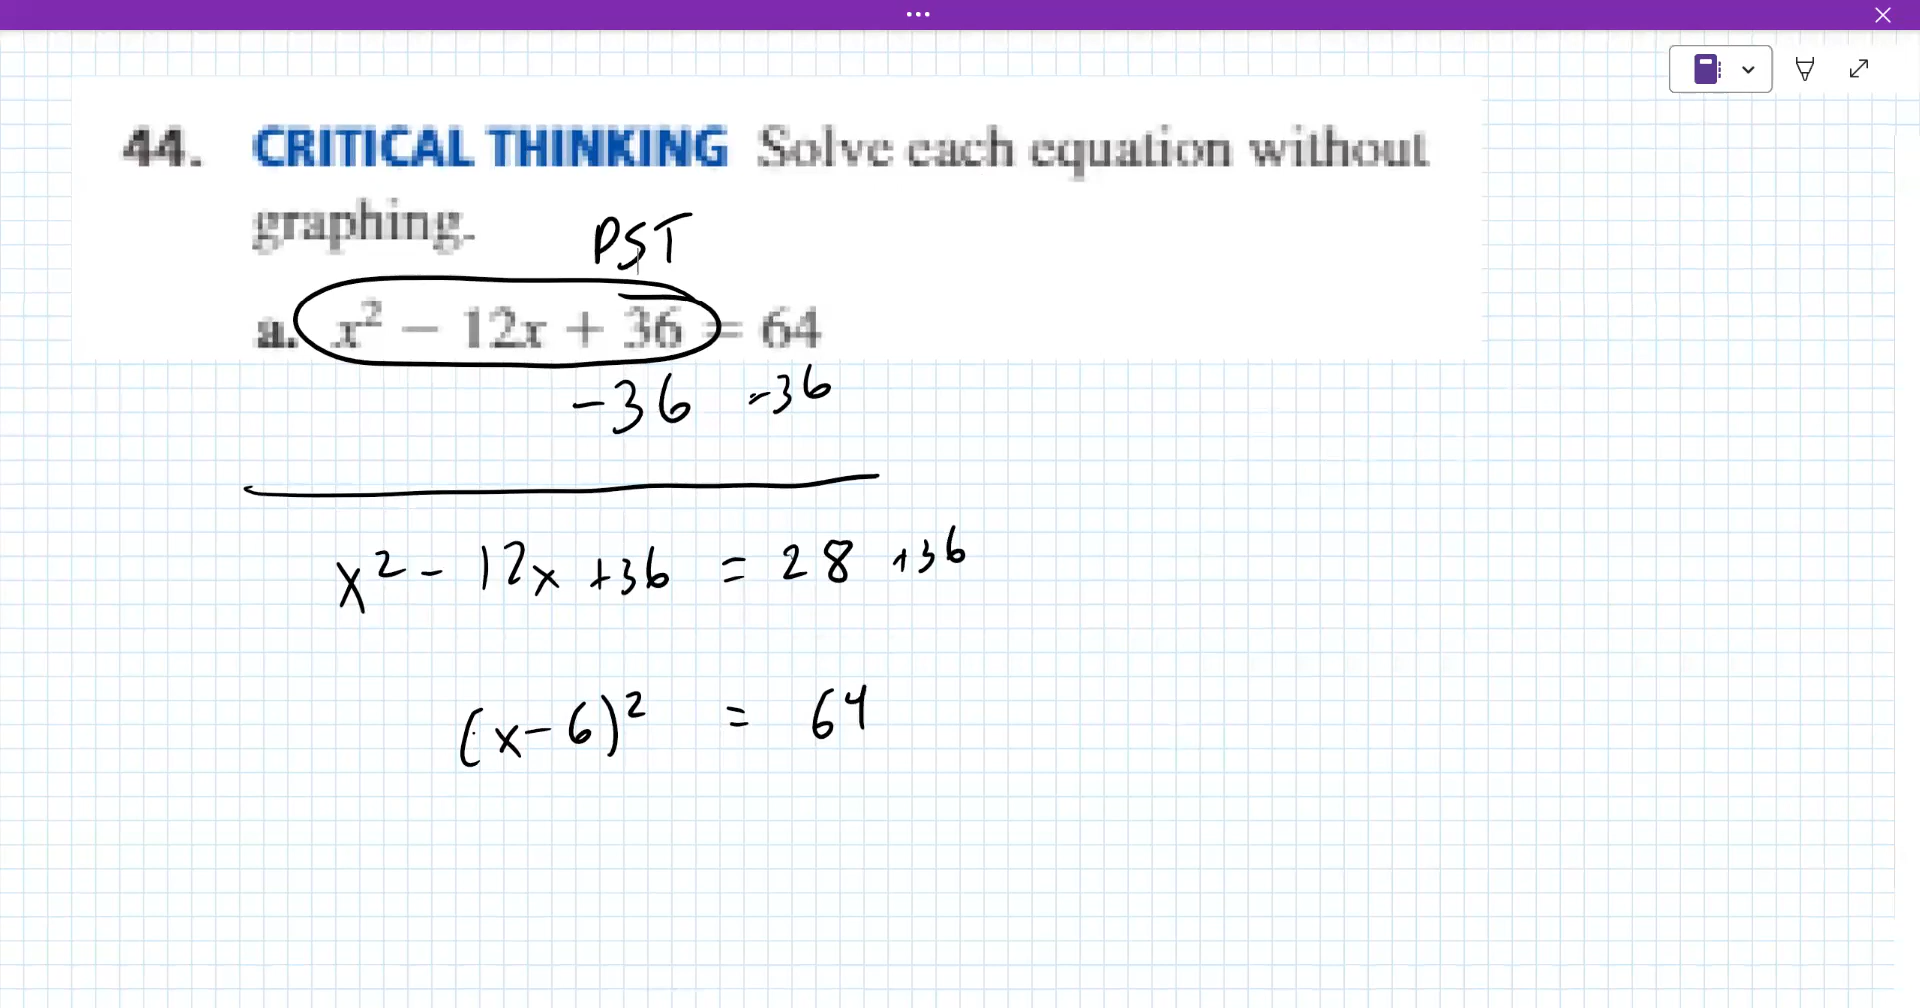 44. CRITICAL THINKING Solve each equation without
graphing.
PST
a. x² − 12x + 36 = 64
-36 -36
x² - 12x +36 = 28 +36
(x-6)² = 64